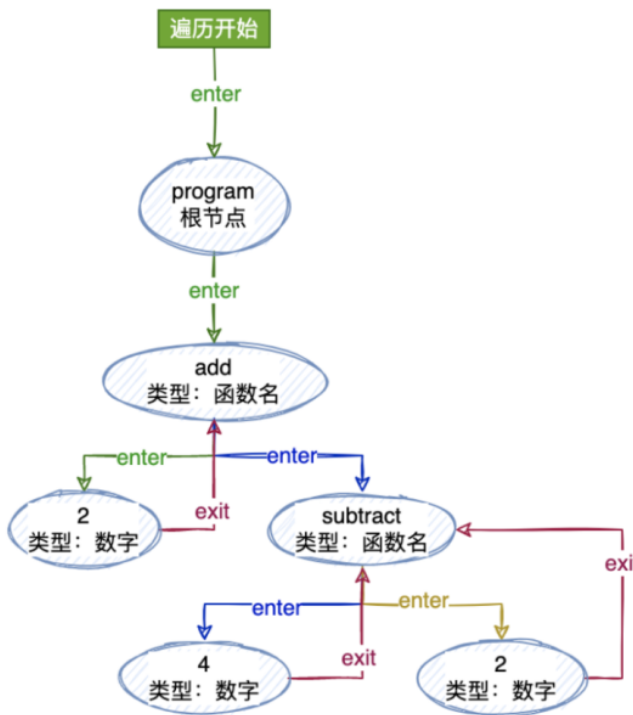 遍历开始
enter
program
根节点
enter
add
类型：函数名
enter
enter
2
类型：数字
exit
subtract
类型：函数名
exi
enter
enter
4
类型：数字
exit
2
类型：数字